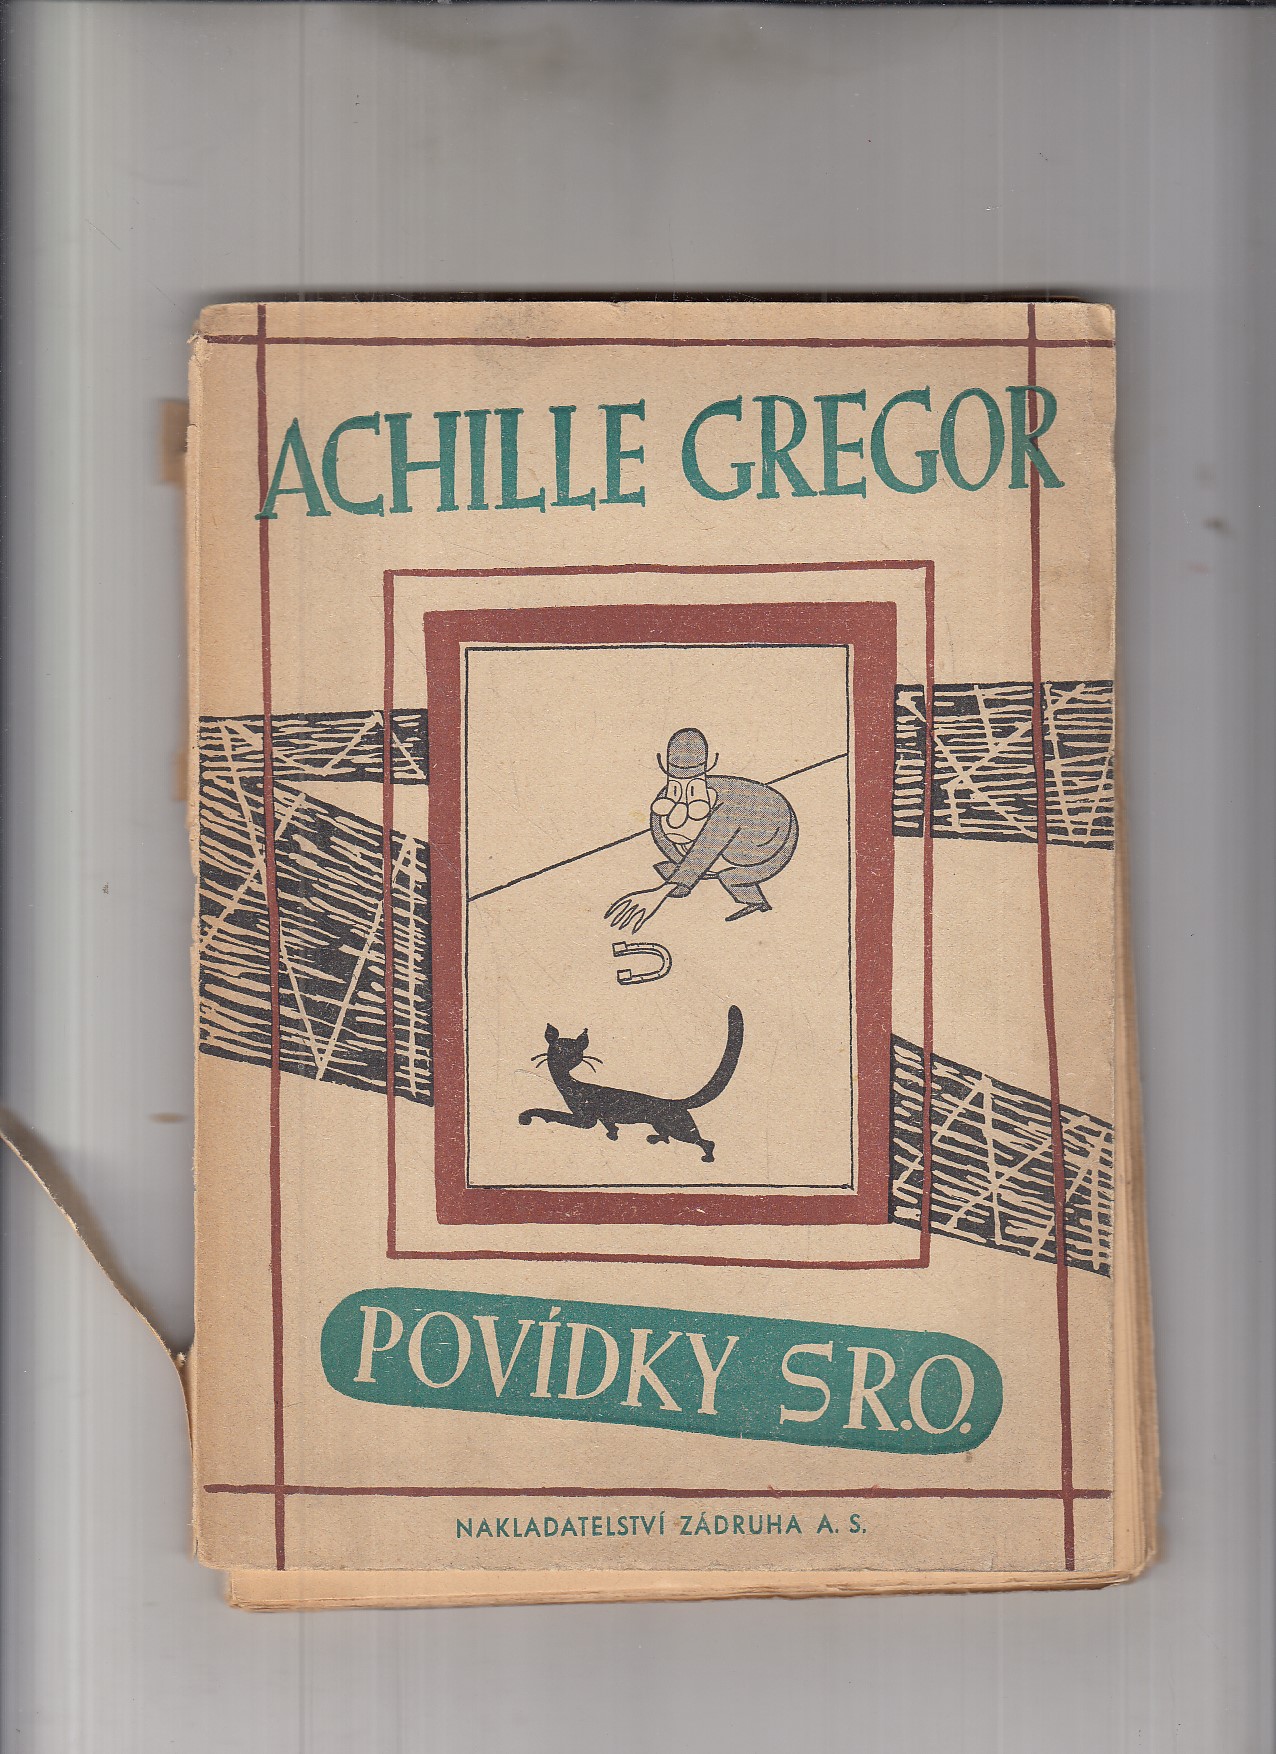 ACHILLE GREGOR
POVÍDKY S R.O.
NAKLADATELSTVÍ ZÁDRUHA A. S.